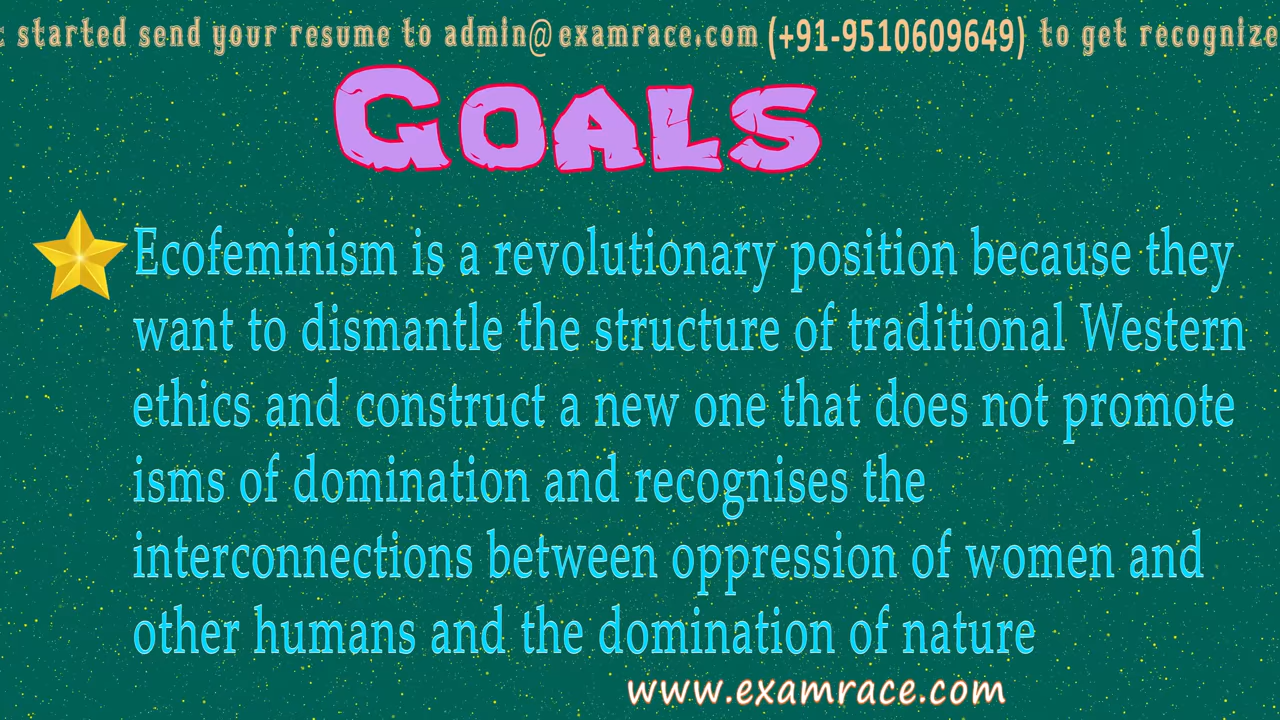 started send your resume to admin@examrace.com (+91-9510609649) to get recognize
Goals
Ecofeminism is a revolutionary position because they
want to dismantle the structure of traditional Western
ethics and construct a new one that does not promote
isms of domination and recognises the
interconnections between oppression of women and
other humans and the domination of nature
www.examrace.com